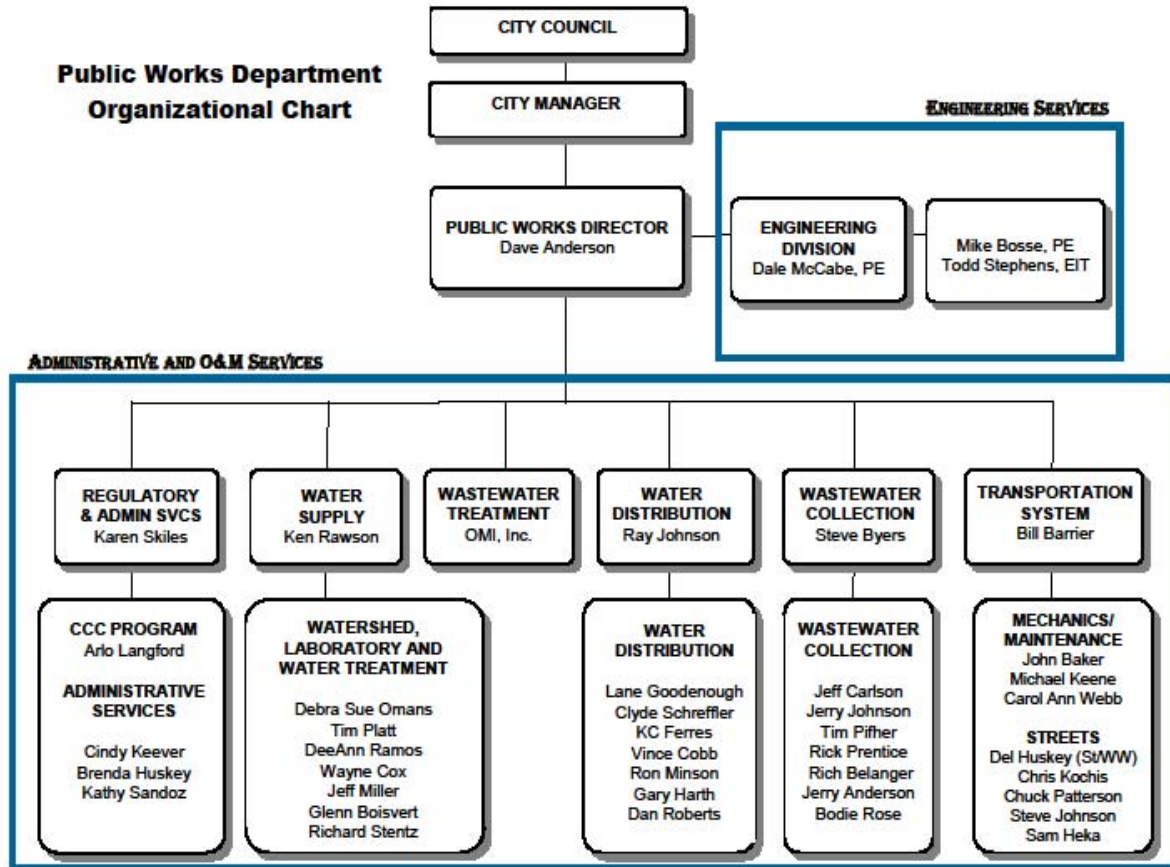 CITY COUNCIL
Public Works Department
Organizational Chart
CITY MANAGER
ENGINEERING SERVICES
PUBLIC WORKS DIRECTOR
Dave Anderson
ENGINEERING
DIVISION
Dale McCabe, PE
Mike Bosse, PE
Todd Stephens, EIT
ADMINISTRATIVE AND O&M SERVICES
REGULATORY
& ADMIN SVCS
Karen Skiles
WATER
SUPPLY
Ken Rawson
WASTEWATER
TREATMENT
OMI, Inc.
WATER
DISTRIBUTION
Ray Johnson
WASTEWATER
COLLECTION
Steve Byers
TRANSPORTATION
SYSTEM
Bill Barrier
CCC PROGRAM
Arlo Langford
ADMINISTRATIVE
SERVICES
Cindy Keever
Brenda Huskey
Kathy Sandoz
WATERSHED,
LABORATORY AND
WATER TREATMENT
Debra Sue Omans
Tim Platt
DeeAnn Ramos
Wayne Cox
Jeff Miller
Glenn Boisvert
Richard Stentz
WATER
DISTRIBUTION
Lane Goodenough
Clyde Schreffler
KC Ferres
Vince Cobb
Ron Minson
Gary Harth
Dan Roberts
WASTEWATER
COLLECTION
Jeff Carlson
Jerry Johnson
Tim Pifher
Rick Prentice
Rich Belanger
Jerry Anderson
Bodie Rose
MECHANICS/
MAINTENANCE
John Baker
Michael Keene
Carol Ann Webb
STREETS
Del Huskey (St/WW)
Chris Kochis
Chuck Patterson
Steve Johnson
Sam Heka